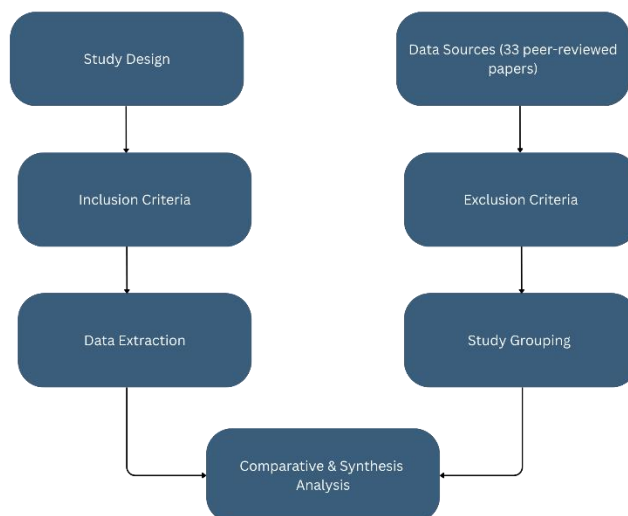 Study Design
Data Sources (33 peer-reviewed
papers)
Inclusion Criteria
Exclusion Criteria
Data Extraction
Study Grouping
Comparative & Synthesis
Analysis